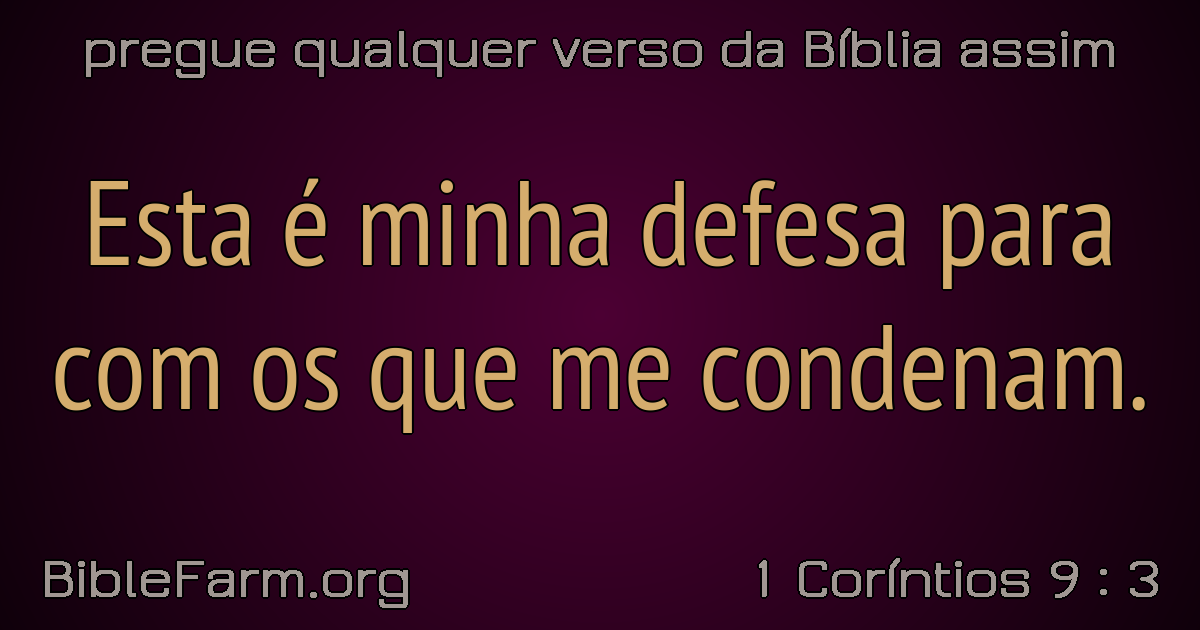 pregue qualquer verso da Bíblia assim
Esta é minha defesa para
com os que me condenam.
BibleFarm.org
1 Coríntios 9 : 3